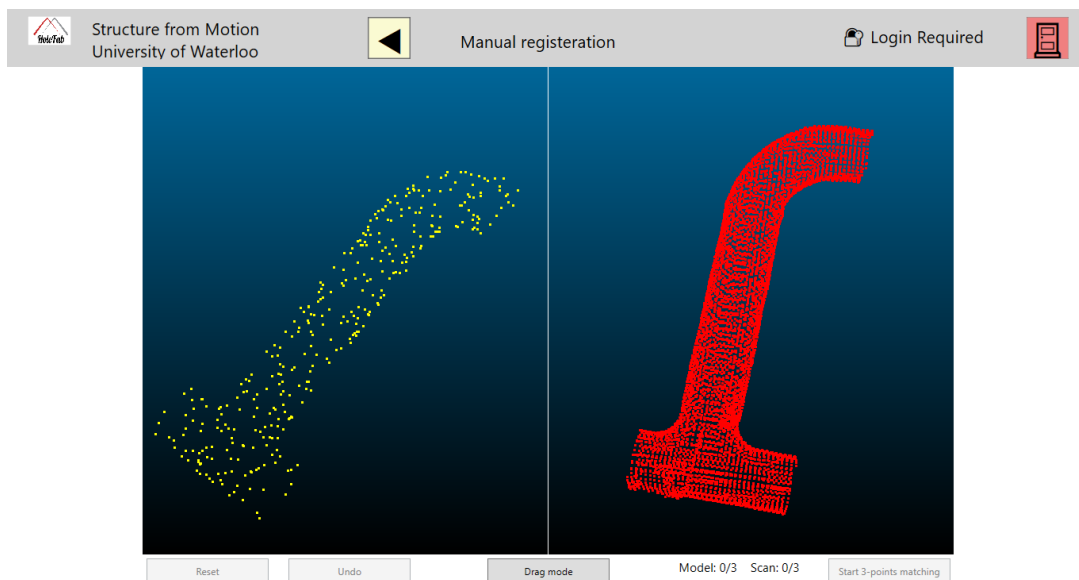 HoloFab
Structure from Motion
University of Waterloo
Manual registeration
Login Required
Reset
Undo
Drag mode
Model: 0/3
Scan: 0/3
Start 3-points matching